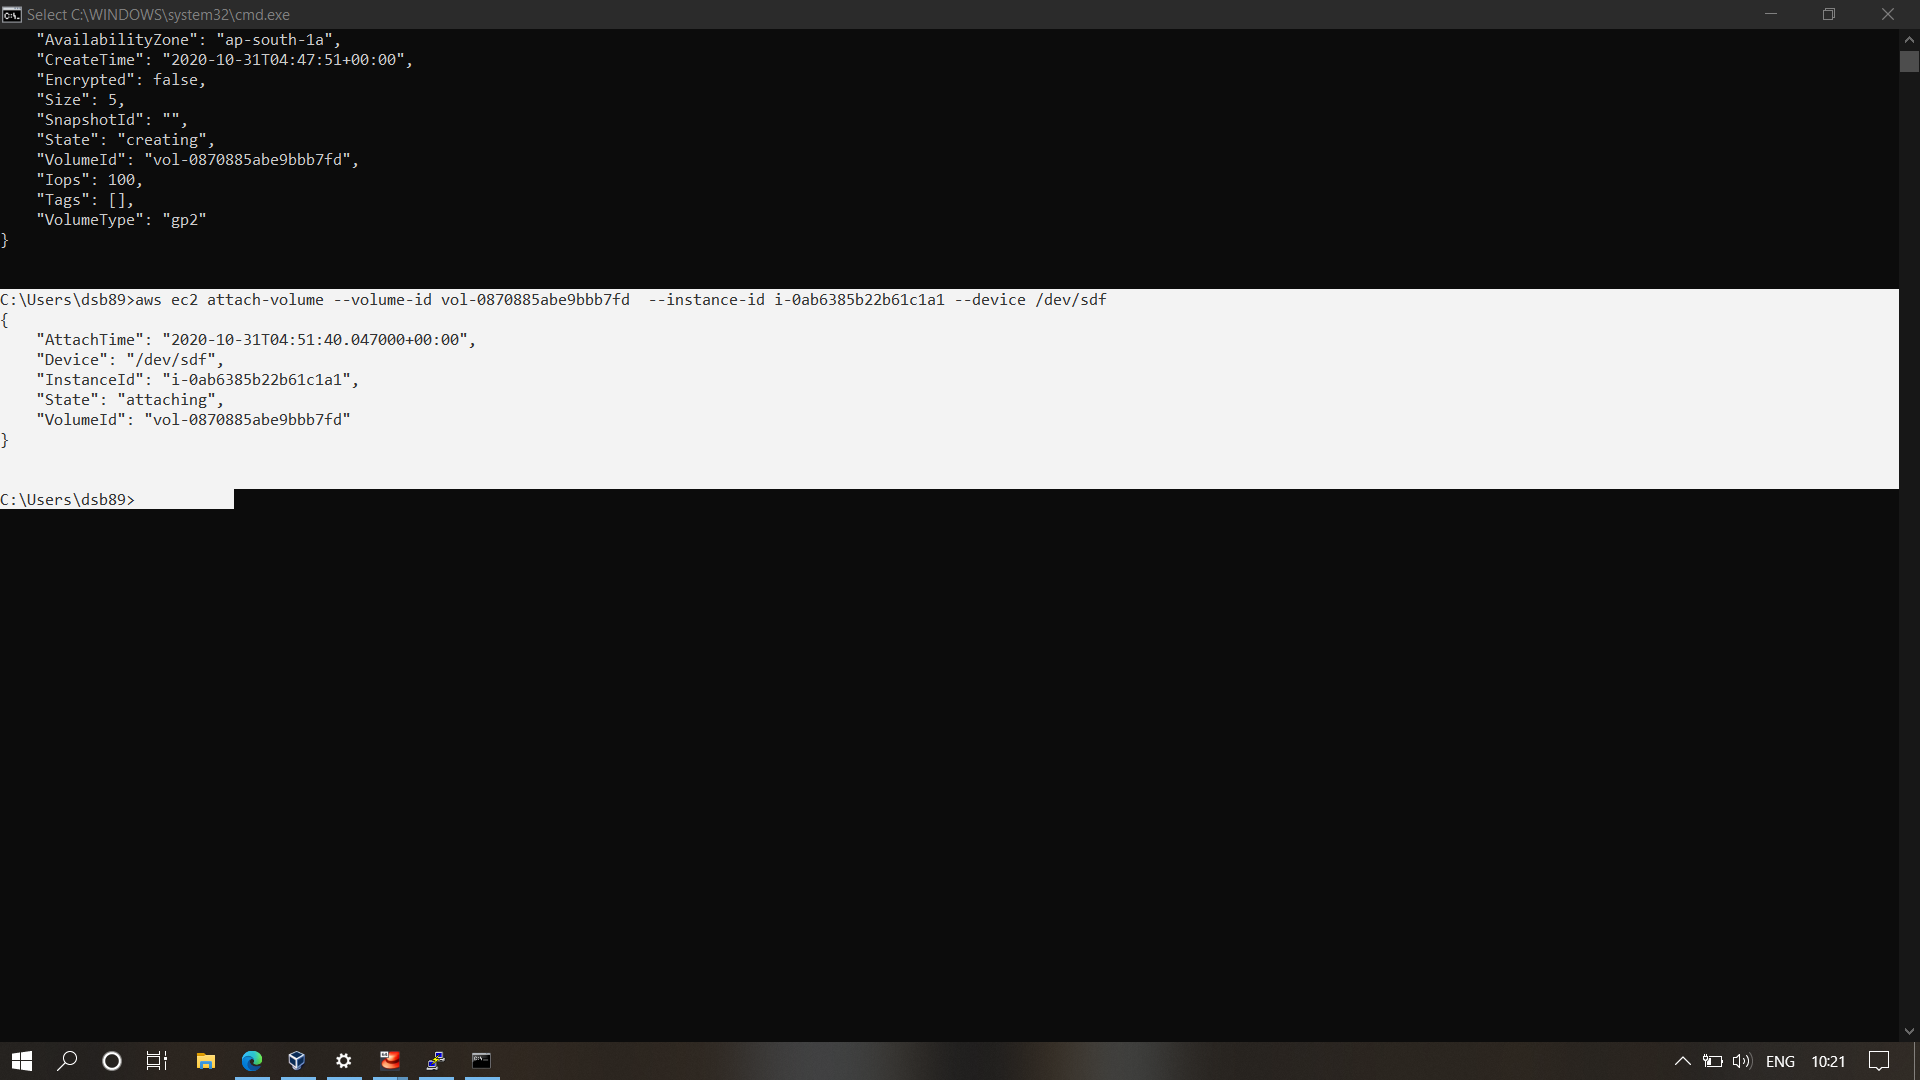 Select C:\WINDOWS\system32\cmd.exe
    "AvailabilityZone": "ap-south-1a",
    "CreateTime": "2020-10-31T04:47:51+00:00",
    "Encrypted": false,
    "Size": 5,
    "SnapshotId": "",
    "State": "creating",
    "VolumeId": "vol-0870885abe9bbb7fd",
    "Iops": 100,
    "Tags": [],
    "VolumeType": "gp2"
}
C:\Users\dsb89>aws ec2 attach-volume --volume-id vol-0870885abe9bbb7fd  --instance-id i-0ab6385b22b61c1a1 --device /dev/sdf
{
    "AttachTime": "2020-10-31T04:51:40.047000+00:00",
    "Device": "/dev/sdf",
    "InstanceId": "i-0ab6385b22b61c1a1",
    "State": "attaching",
    "VolumeId": "vol-0870885abe9bbb7fd"
}
C:\Users\dsb89>
ENG 10:21